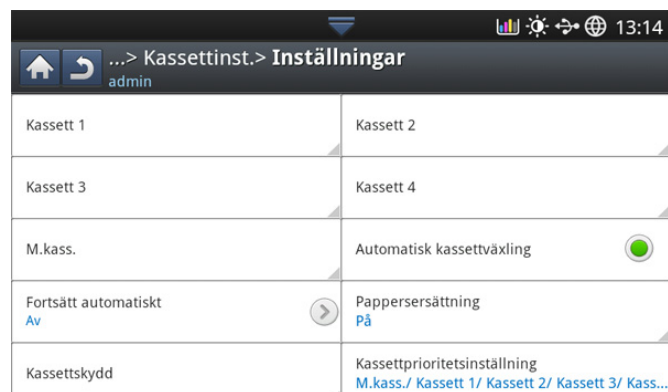 13:14
...> Kassettinst.> Inställningar
admin
Kassett 1
Kassett 2
Kassett 3
Kassett 4
M.kass.
Automatisk kassettväxling
Fortsätt automatiskt
Av
Pappersersättning
På
Kassettskydd
Kassettprioritetsinställning
M.kass./ Kassett 1/ Kassett 2/ Kassett 3/ Kass...